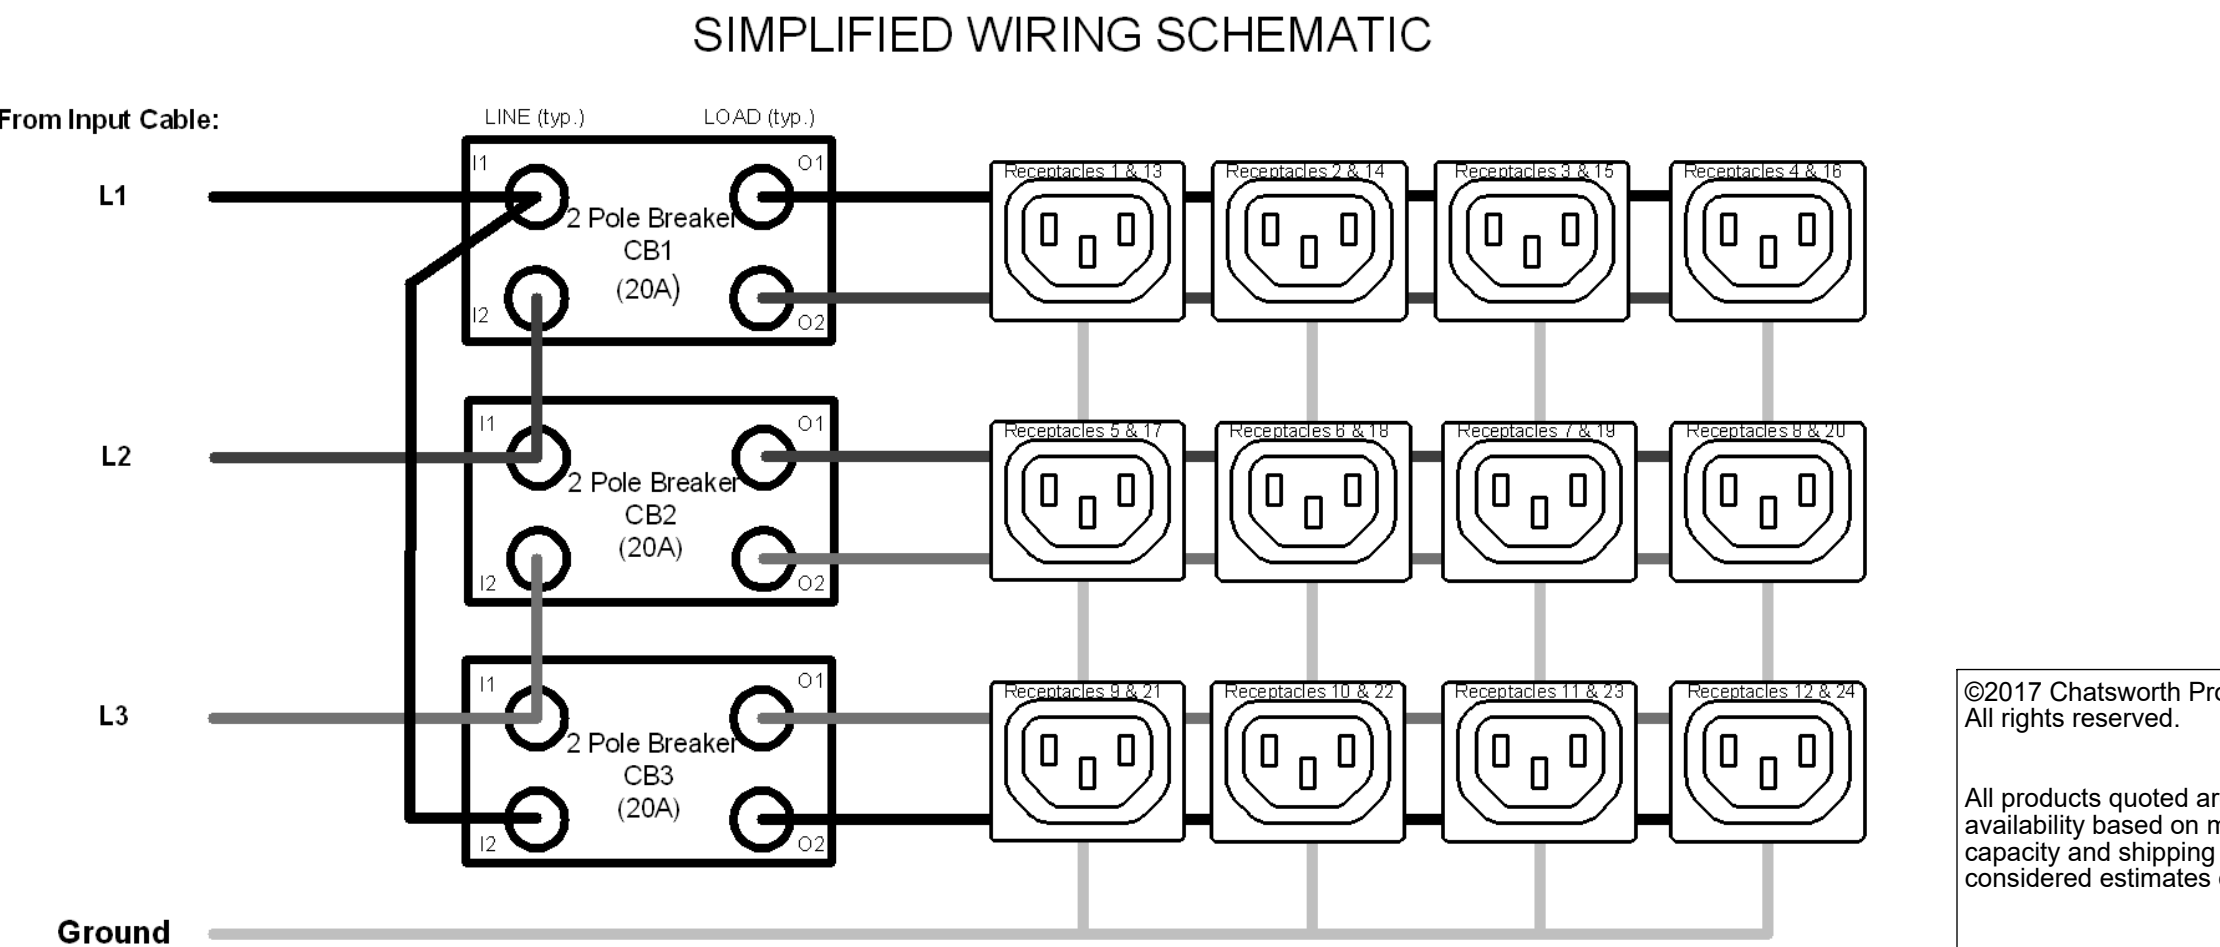 SIMPLIFIED WIRING SCHEMATIC
From Input Cable:
LINE (typ.)
LOAD (typ.)
L1
I1
O1
2 Pole Breaker
CB1
(20A)
I2
O2
Receptacles 1 & 13
Receptacles 2 & 14
Receptacles 3 & 15
Receptacles 4 & 16
L2
I1
O1
2 Pole Breaker
CB2
(20A)
I2
O2
Receptacles 5 & 17
Receptacles 6 & 18
Receptacles 7 & 19
Receptacles 8 & 20
L3
I1
O1
2 Pole Breaker
CB3
(20A)
I2
O2
Receptacles 9 & 21
Receptacles 10 & 22
Receptacles 11 & 23
Receptacles 12 & 24
Ground
©2017 Chatsworth
All rights reserved.
All products quoted
availability based on
capacity and shipping
considered estimates